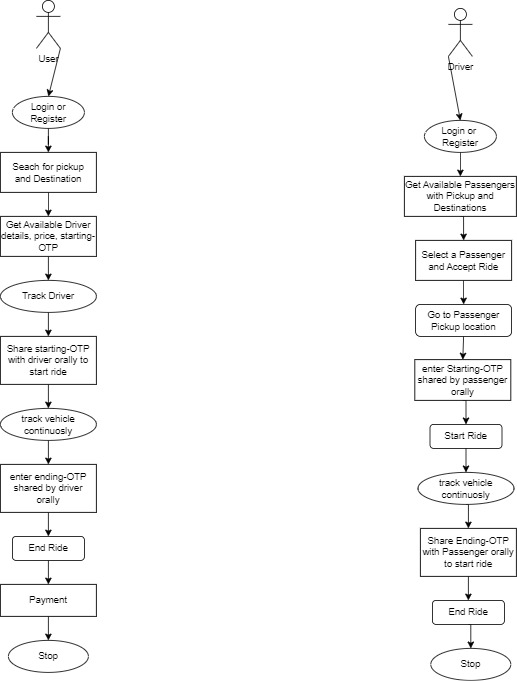 User
Login or
Register
Seach for pickup
and Destination
Get Available Driver
details, price, starting-
OTP
Track Driver
Share starting-OTP
with driver orally to
start ride
track vehicle
continuosly
enter ending-OTP
shared by driver
orally
End Ride
Payment
Stop
Driver
Login or
Register
Get Available Passengers
with Pickup and
Destinations
Select a Passenger
and Accept Ride
Go to Passenger
Pickup location
enter Starting-OTP
shared by passenger
orally
Start Ride
track vehicle
continuosly
Share Ending-OTP
with Passenger orally
to start ride
End Ride
Stop